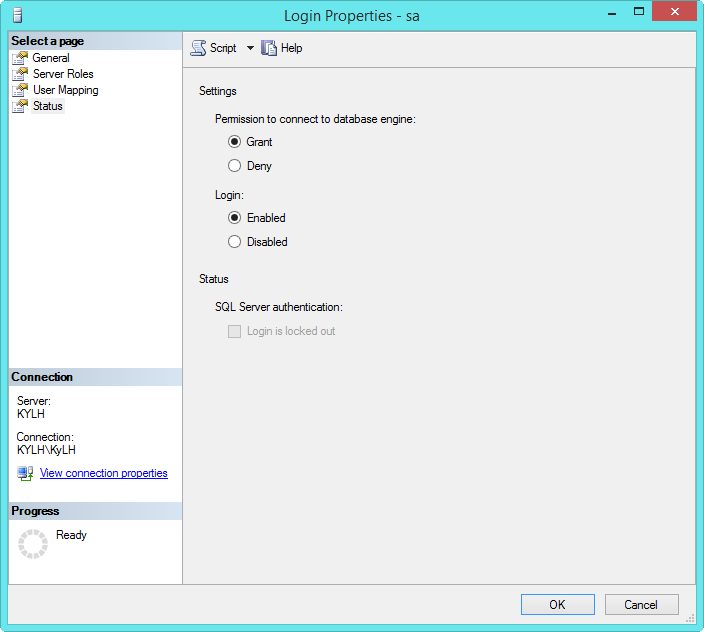 Login Properties - sa
Select a page
General
Server Roles
User Mapping
Status
Script
Help
Settings
Permission to connect to database engine:
Grant
Deny
Login:
Enabled
Disabled
Status
SQL Server authentication:
Login is locked out
Connection
Server:
KYLH
Connection:
KYLH\KyLH
View connection properties
Progress
Ready
OK
Cancel